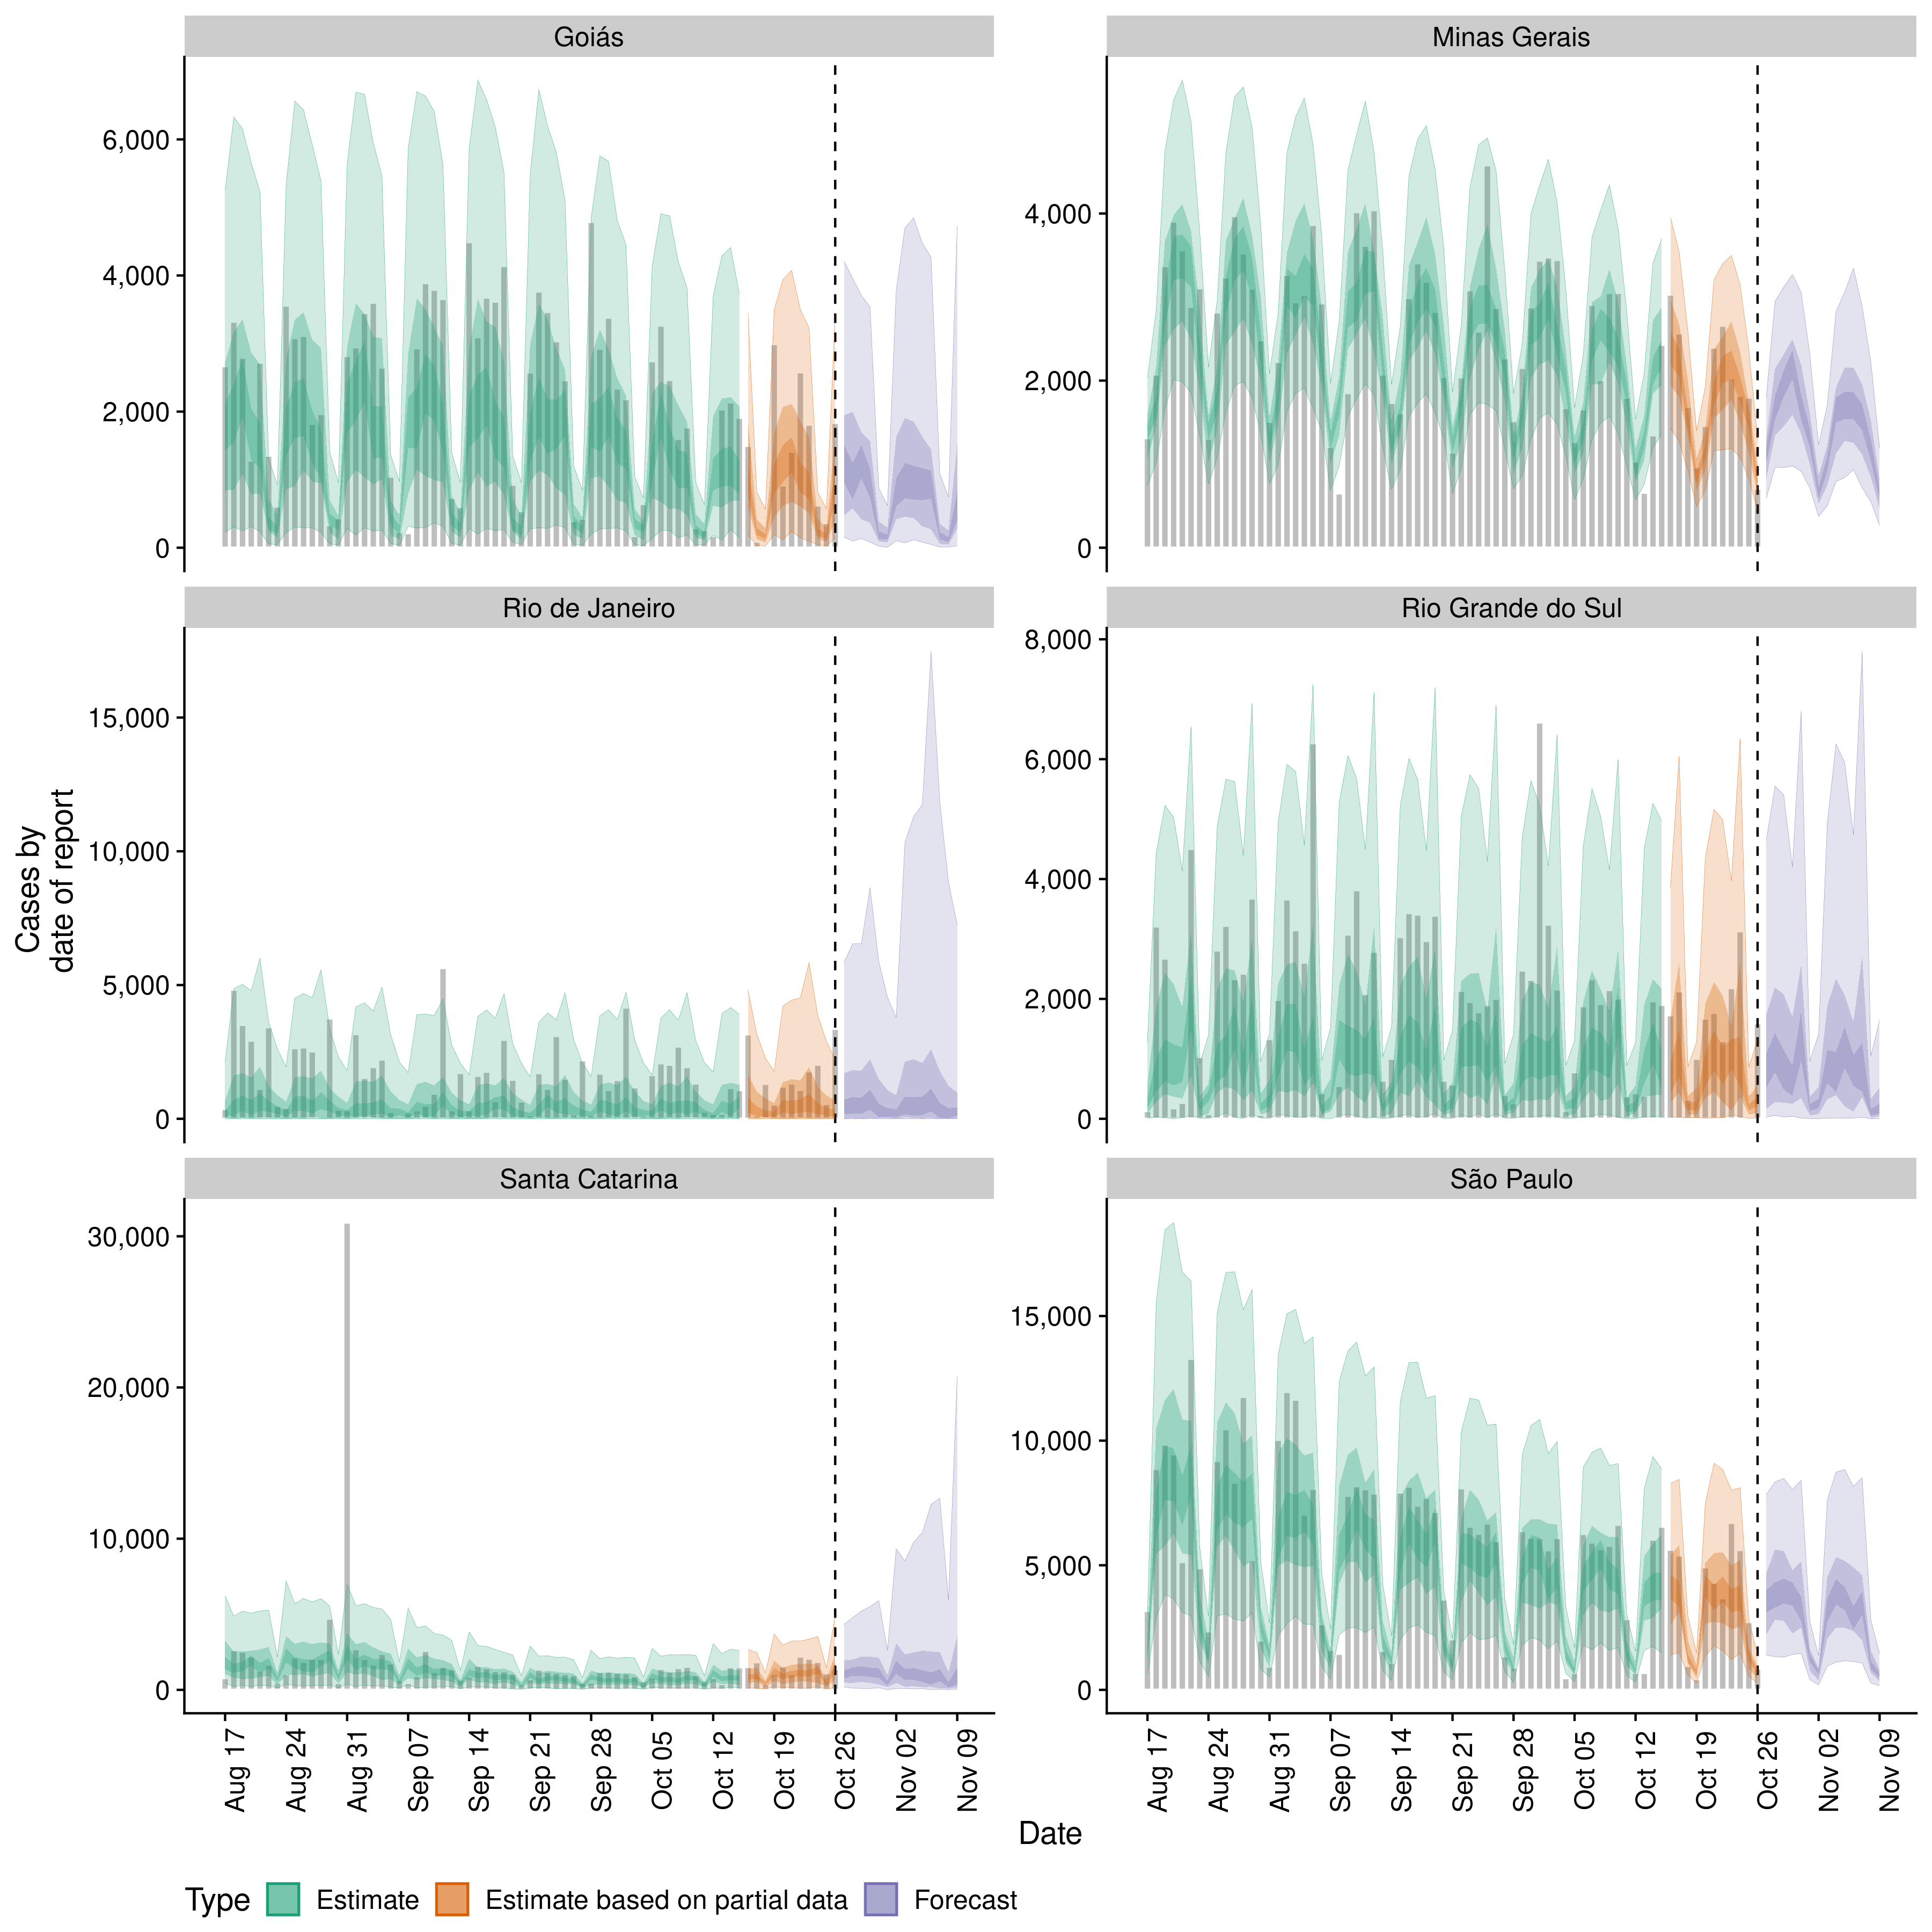 Goiás
Minas Gerais
6,000
4,000
2,000
0
4,000
2,000
0
Rio de Janeiro
Rio Grande do Sul
15,000
10,000
5,000
0
8,000
6,000
4,000
2,000
0
Cases by
date of report
Santa Catarina
São Paulo
30,000
20,000
10,000
0
15,000
10,000
5,000
0
Aug 17
Aug 24
Aug 31
Sep 07
Sep 14
Sep 21
Sep 28
Oct 05
Oct 12
Oct 19
Oct 26
Nov 02
Nov 09
Aug 17
Aug 24
Aug 31
Sep 07
Sep 14
Sep 21
Sep 28
Oct 05
Oct 12
Oct 19
Oct 26
Nov 02
Nov 09
Date
Type Estimate Estimate based on partial data Forecast